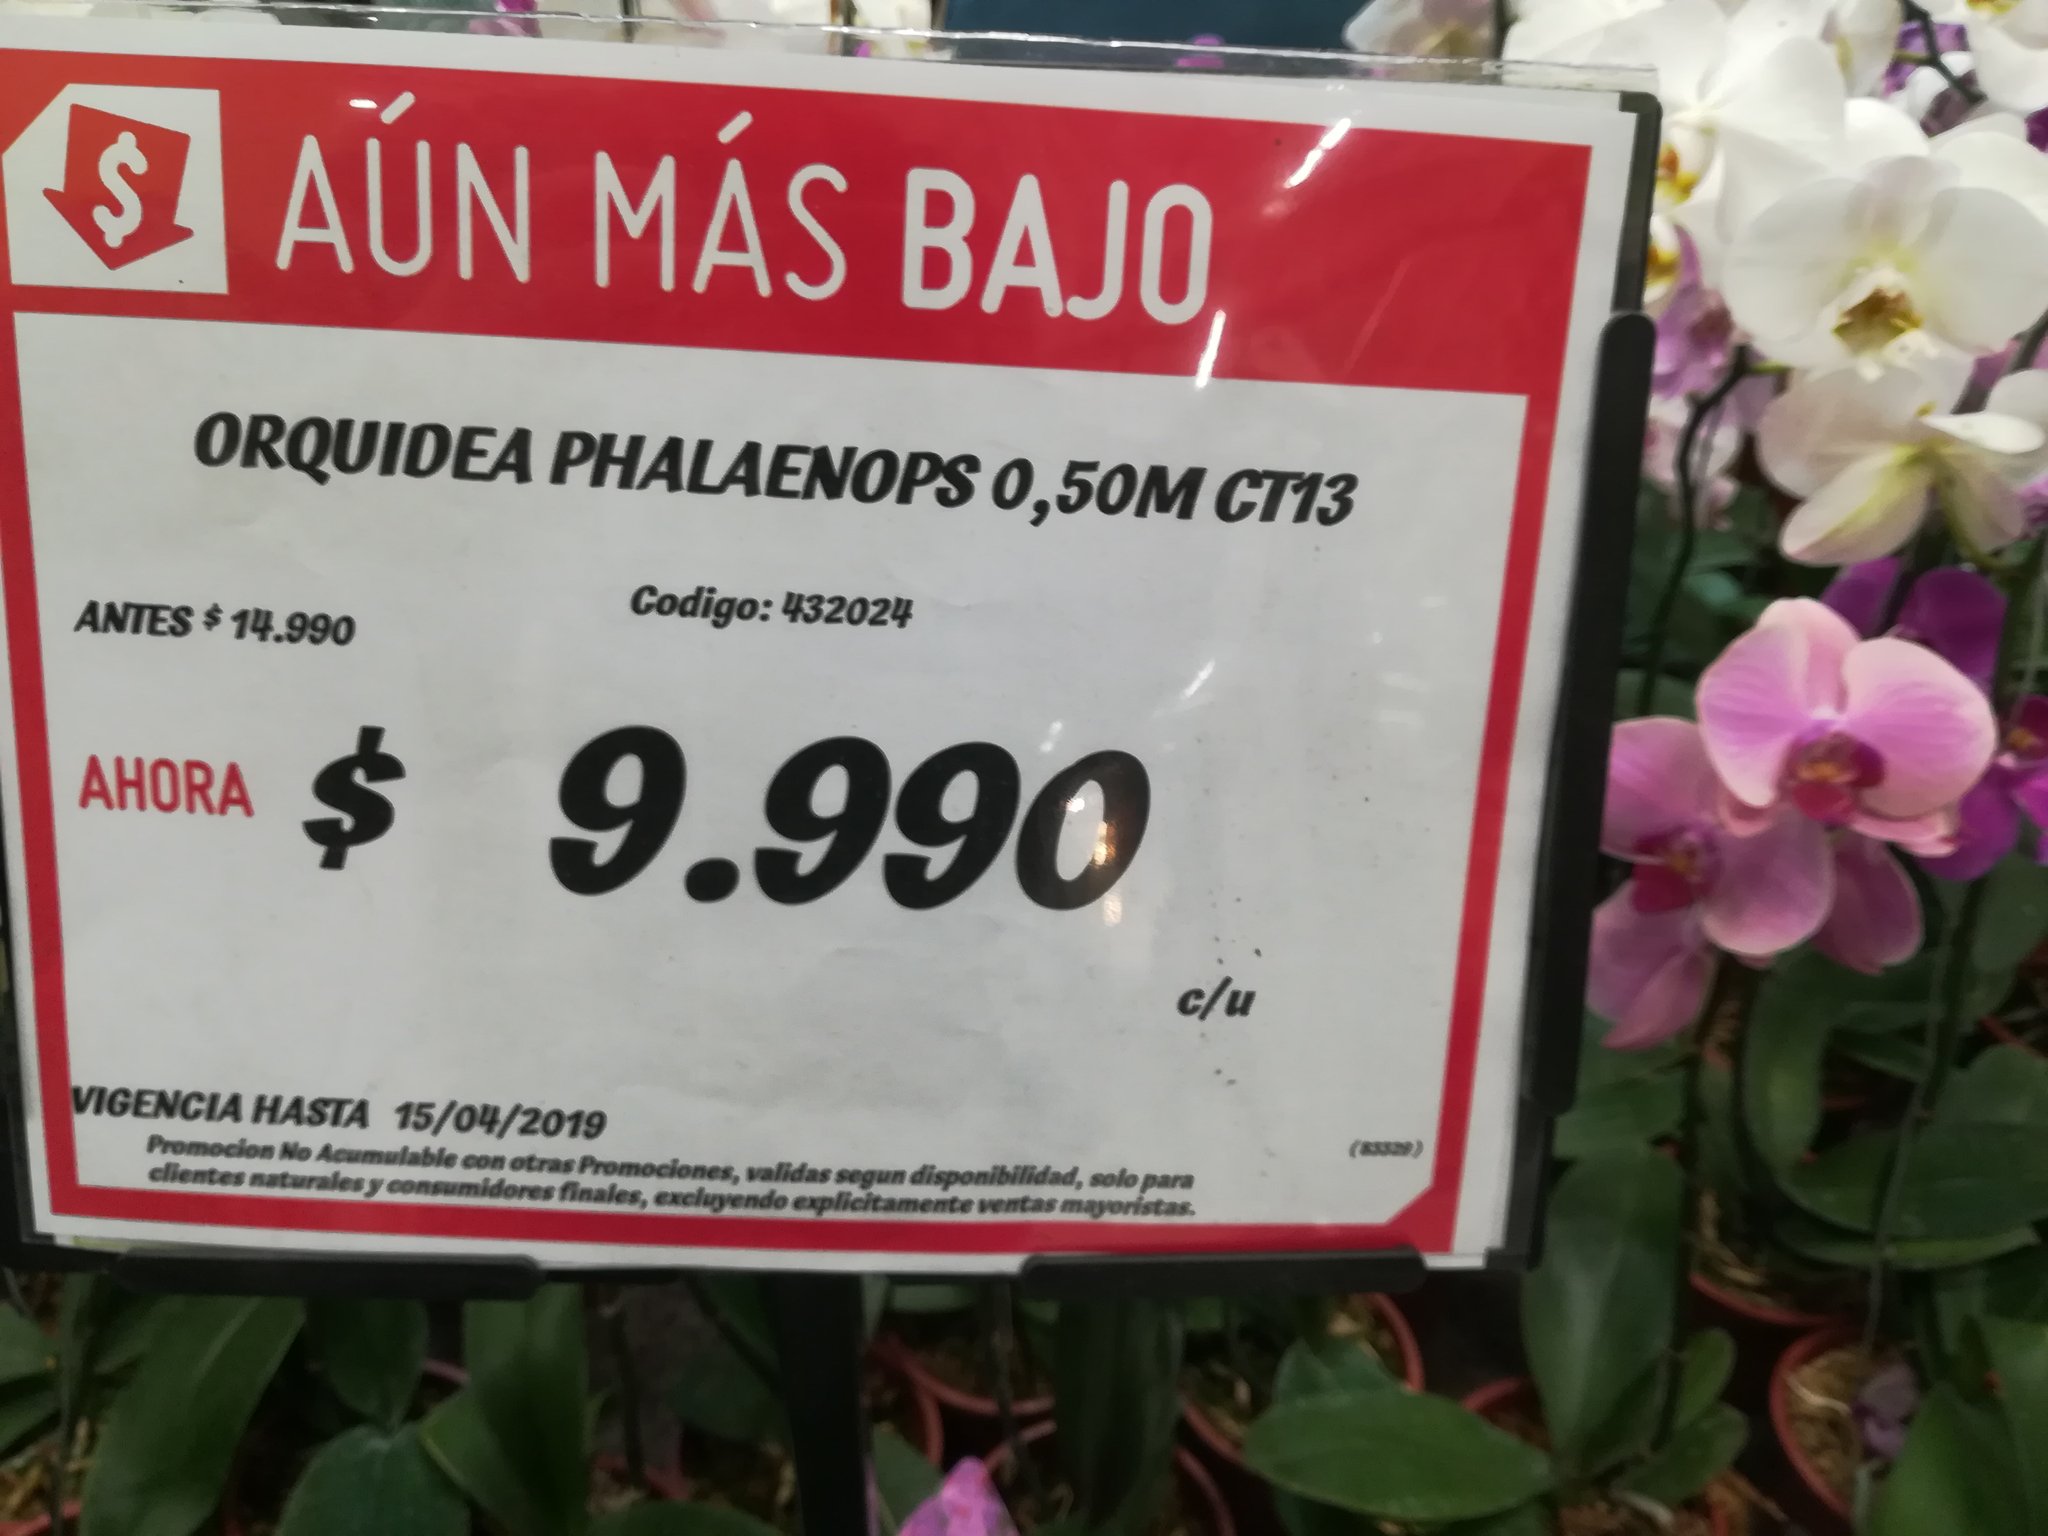 $ AÚN MÁS BAJO
ORQUIDEA PHALAENOPS 0,50M CT13
ANTES $ 14.990
Codigo: 432024
AHORA $ 9.990
c/u
VIGENCIA HASTA 15/04/2019
Promocion No Acumulable con otras Promociones, validas segun disponibilidad, solo para
clientes naturales y consumidores finales, excluyendo explicitamente ventas mayoristas.